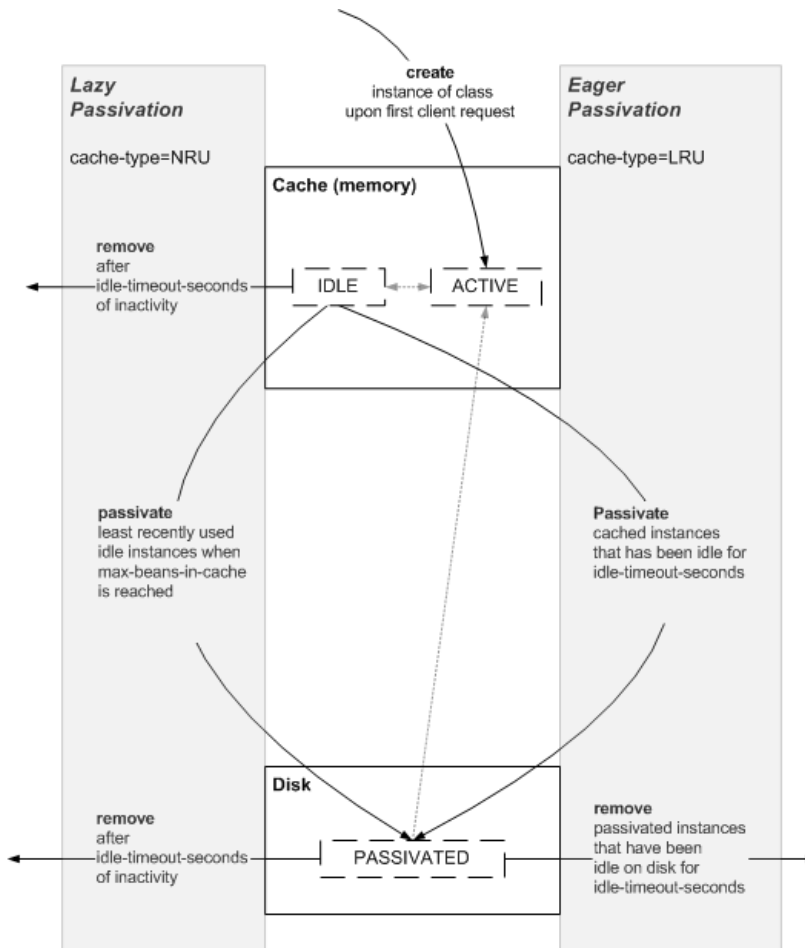 create
instance of class
upon first client request
Lazy
Passivation
cache-type=NRU
Eager
Passivation
cache-type=LRU
Cache (memory)
remove
after
idle-timeout-seconds
of inactivity
IDLE
ACTIVE
passivate
least recently used
idle instances when
max-beans-in-cache
is reached
Passivate
cached instances
that has been idle for
idle-timeout-seconds
Disk
remove
after
idle-timeout-seconds
of inactivity
PASSIVATED
remove
passivated instances
that have been
idle on disk for
idle-timeout-seconds